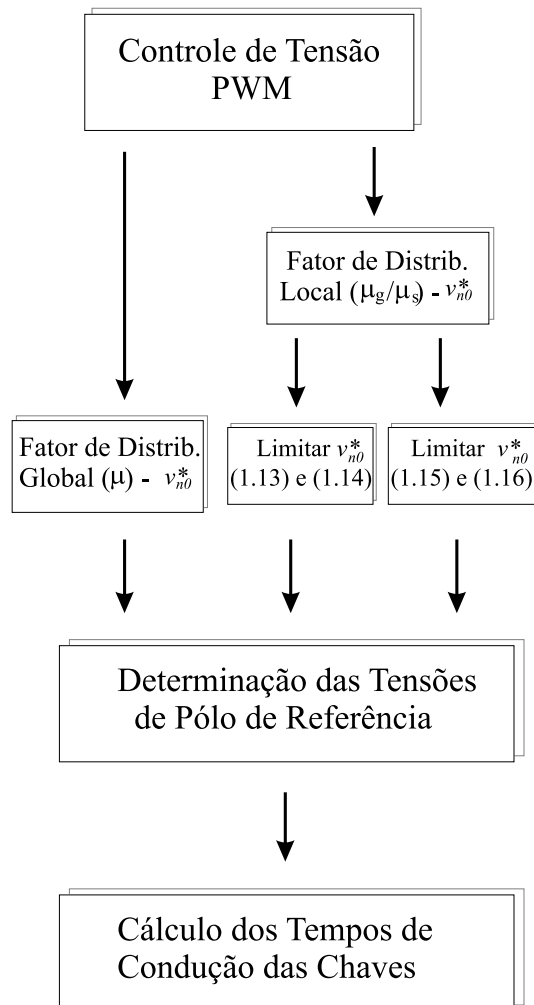 Controle de Tensão
PWM
Fator de Distrib.
Local (μg/μs) - v*n0
Fator de Distrib.
Global (μ) - v*n0
Limitar v*n0
(1.13) e (1.14)
Limitar v*n0
(1.15) e (1.16)
Determinação das Tensões
de Pólo de Referência
Cálculo dos Tempos de
Condução das Chaves